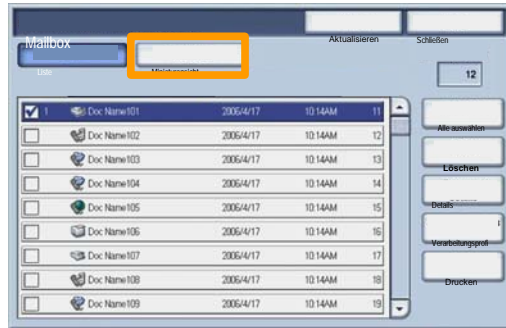 Aktualisieren Schließen
Mailbox
Liste
12
1 Doc Name101 2006/4/17 10:14AM 11
Doc Name102 2006/4/17 10:14AM 12
Doc Name103 2006/4/17 10:14AM 13
Doc Name104 2006/4/17 10:14AM 14
Doc Name105 2006/4/17 10:14AM 15
Doc Name106 2006/4/17 10:14AM 16
Doc Name107 2006/4/17 10:14AM 17
Doc Name108 2006/4/17 10:14AM 18
Doc Name109 2006/4/17 10:14AM 19
Alle auswählen
Löschen
Details
Verarbeitungsprofi
Drucken